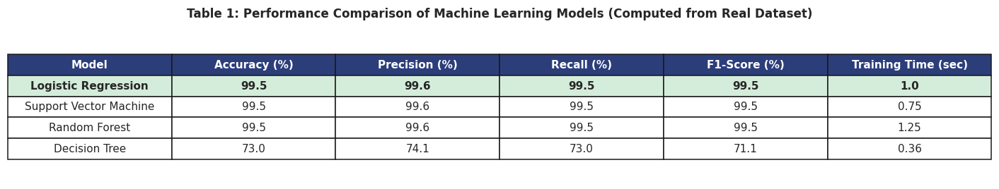 Table 1: Performance Comparison of Machine Learning Models (Computed from Real Dataset)
Model Accuracy (%) Precision (%) Recall (%) F1-Score (%) Training Time (sec)
Logistic Regression 99.5 99.6 99.5 99.5 1.0
Support Vector Machine 99.5 99.6 99.5 99.5 0.75
Random Forest 99.5 99.6 99.5 99.5 1.25
Decision Tree 73.0 74.1 73.0 71.1 0.36